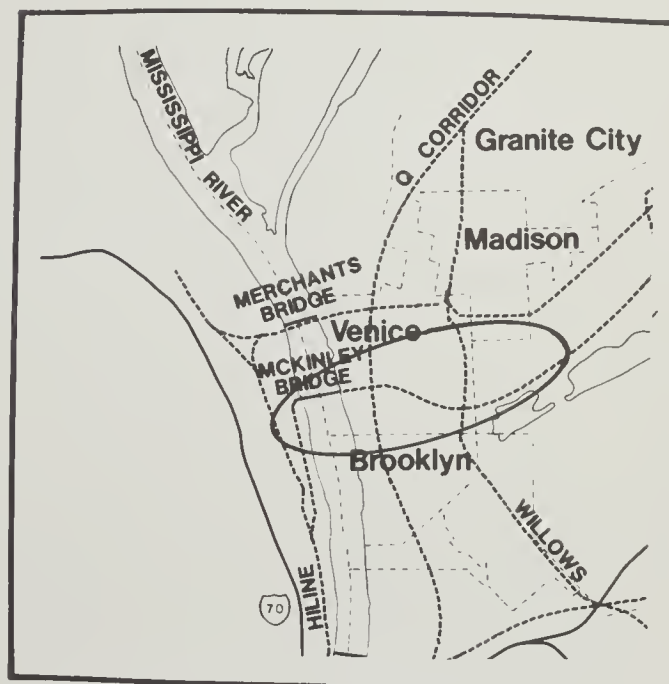 MISSISSIPPI RIVER
Q CORRIDOR
Granite City
Madison
MERCHANTS
BRIDGE
Venice
MCKINLEY
BRIDGE
Brooklyn
WILLOWS
HILINE
70